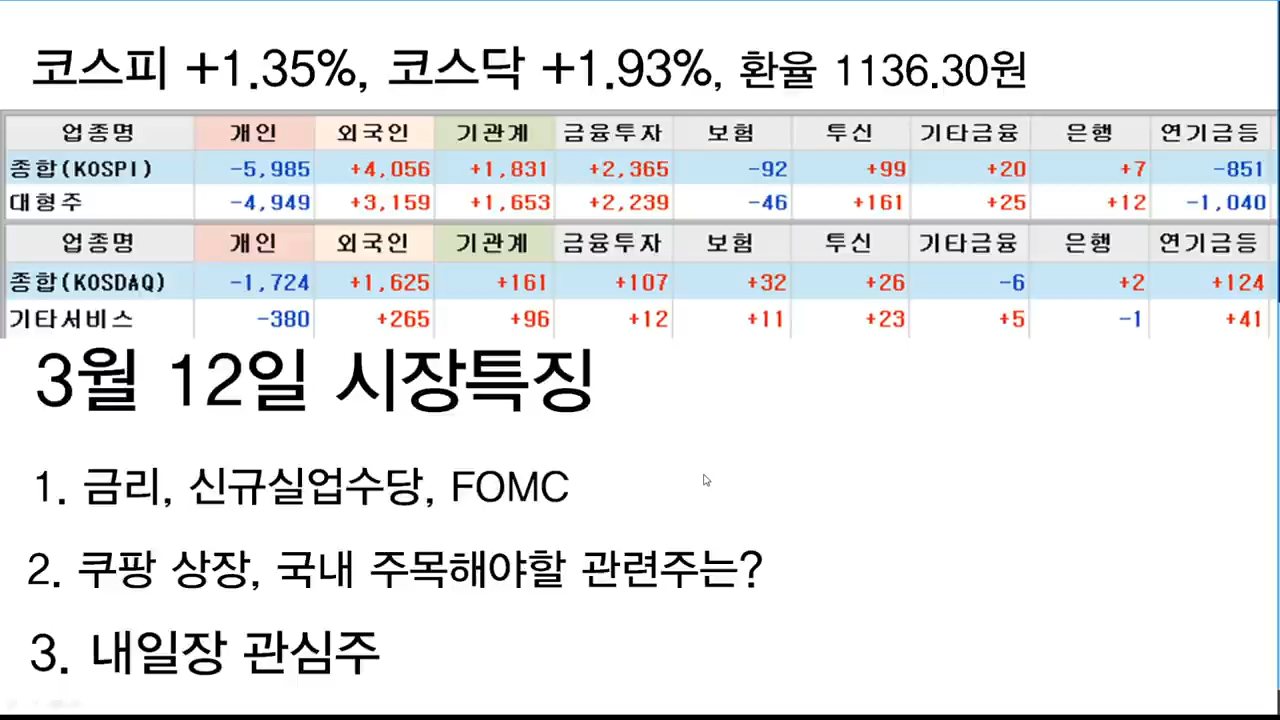 코스피 +1.35%, 코스닥 +1.93%, 환율 1136.30원
업종명 개인 외국인 기관계 금융투자 보험 투신 기타금융 은행 연기금등
종합(KOSPI) -5,985 +4,056 +1,831 +2,365 -92 +99 +20 +7 -851
대형주 -4,949 +3,159 +1,653 +2,239 -46 +161 +25 +12 -1,040
업종명 개인 외국인 기관계 금융투자 보험 투신 기타금융 은행 연기금등
종합(KOSDAQ) -1,724 +1,625 +161 +107 +32 +26 -6 +2 +124
기타서비스 -380 +265 +96 +12 +11 +23 +5 -1 +41
3월 12일 시장특징
1. 금리, 신규실업수당, FOMC
2. 쿠팡 상장, 국내 주목해야할 관련주는?
3. 내일장 관심주